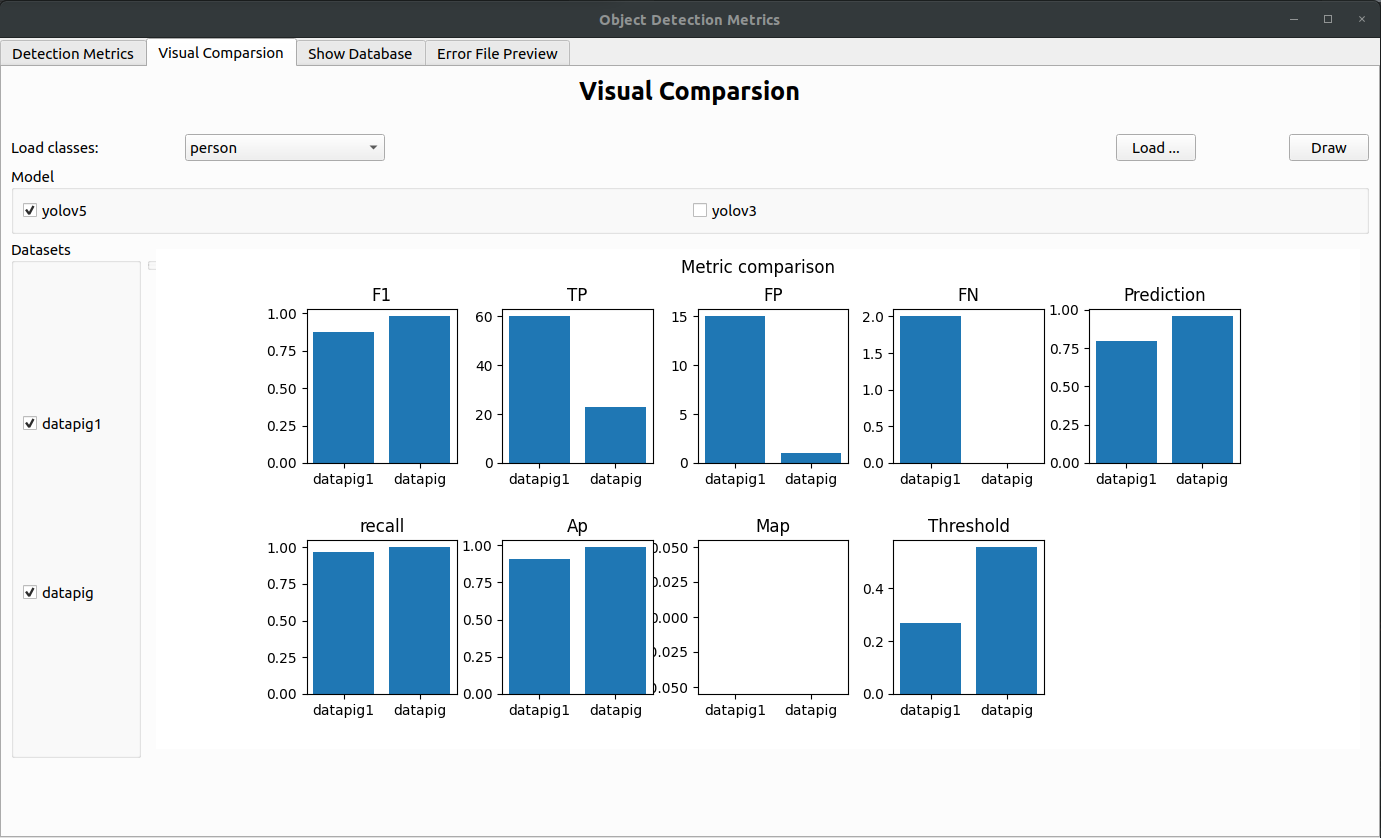 Object Detection Metrics
Detection Metrics Visual Comparsion Show Database Error File Preview
Visual Comparsion
Load classes: person Load ... Draw
Model
yolov5 yolov3
Datasets
datapig1
datapig
Metric comparison
F1
1.00
0.75
0.50
0.25
0.00
datapig1 datapig
TP
60
40
20
0
datapig1 datapig
FP
15
10
5
0
datapig1 datapig
FN
2.0
1.5
1.0
0.5
0.0
datapig1 datapig
Prediction
1.00
0.75
0.50
0.25
0.00
datapig1 datapig
recall
1.00
0.75
0.50
0.25
0.00
datapig1 datapig
Ap
1.00
0.75
0.50
0.25
0.00
datapig1 datapig
Map
0.050
0.025
0.000
0.025
0.050
datapig1 datapig
Threshold
0.4
0.2
0.0
datapig1 datapig